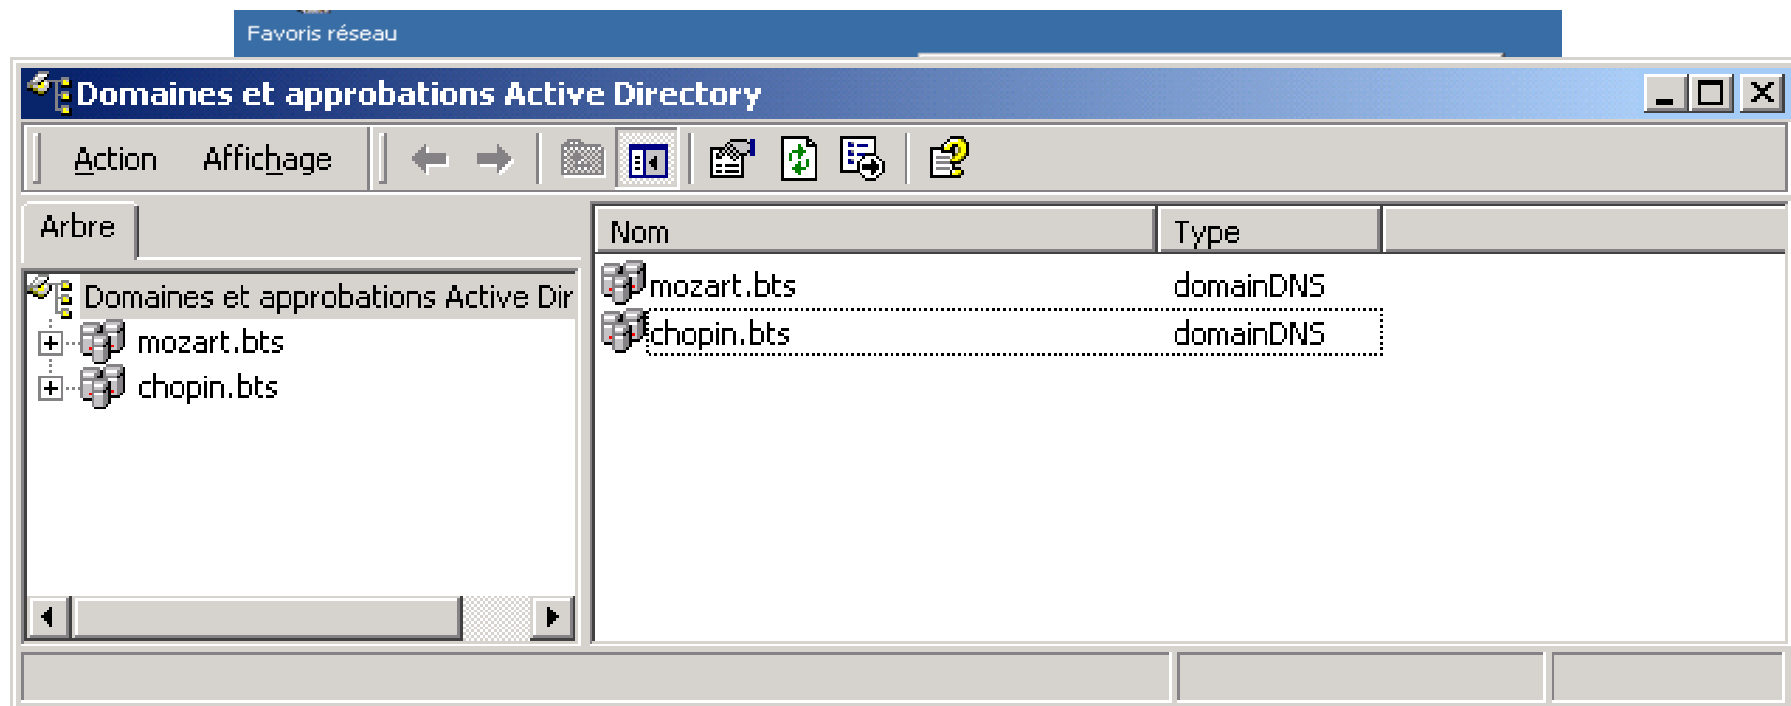 Favoris réseau
Domaines et approbations Active Directory
Action Affichage
Arbre
Nom Type
Domaines et approbations Active Dir
mozart.bts
chopin.bts
mozart.bts domainDNS
chopin.bts domainDNS